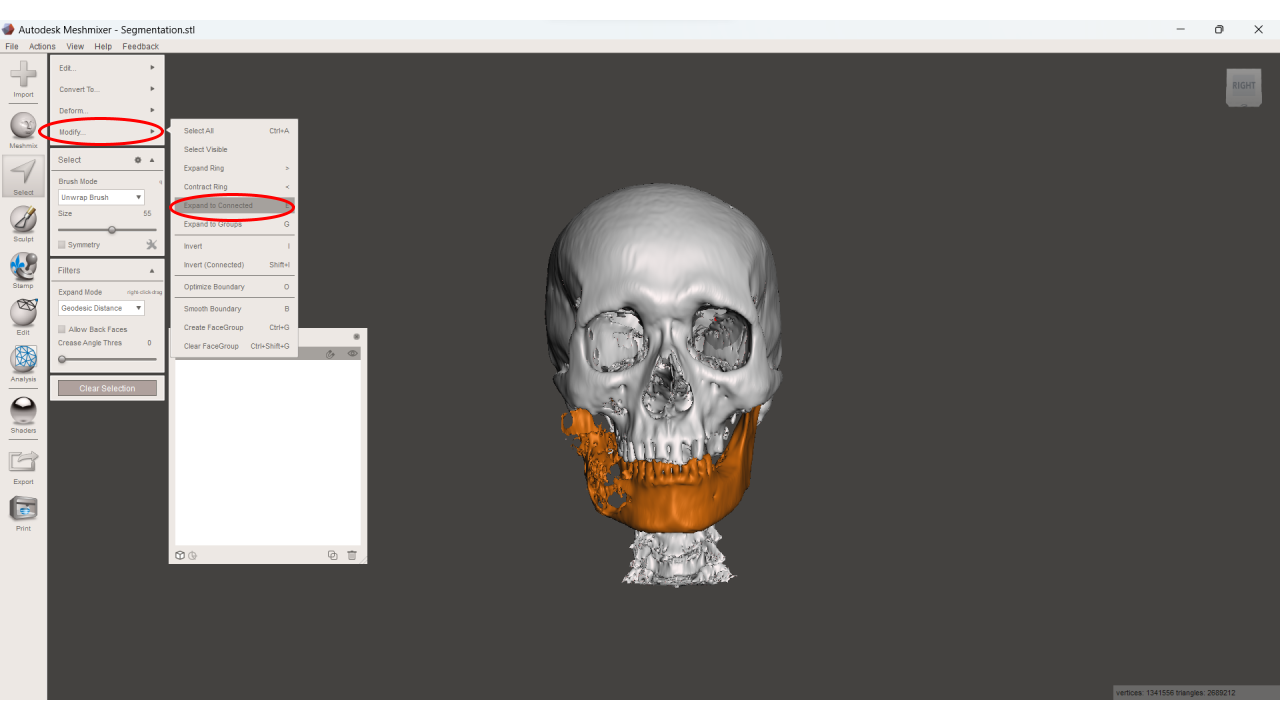 Autodesk Meshmixer - Segmentation.stl
File Actions View Help Feedback
Import
Meshmix
Select
Sculpt
Stamp
Edit
Analysis
Shaders
Export
Print
Edit...
Convert To...
Deform...
Modify...
Select
Brush Mode
Unwrap Brush
Size 55
Symmetry
Filters
Expand Mode right-click drag
Geodesic Distance
Allow Back Faces
Crease Angle Thres 0
Clear Selection
Select All Ctrl+A
Select Visible
Expand Ring >
Contract Ring <
Expand to Connected E
Expand to Groups G
Invert I
Invert (Connected) Shift+I
Optimize Boundary O
Smooth Boundary B
Create FaceGroup Ctrl+G
Clear FaceGroup Ctrl+Shift+G
RIGHT
vertices: 1341556 triangles: 2689212